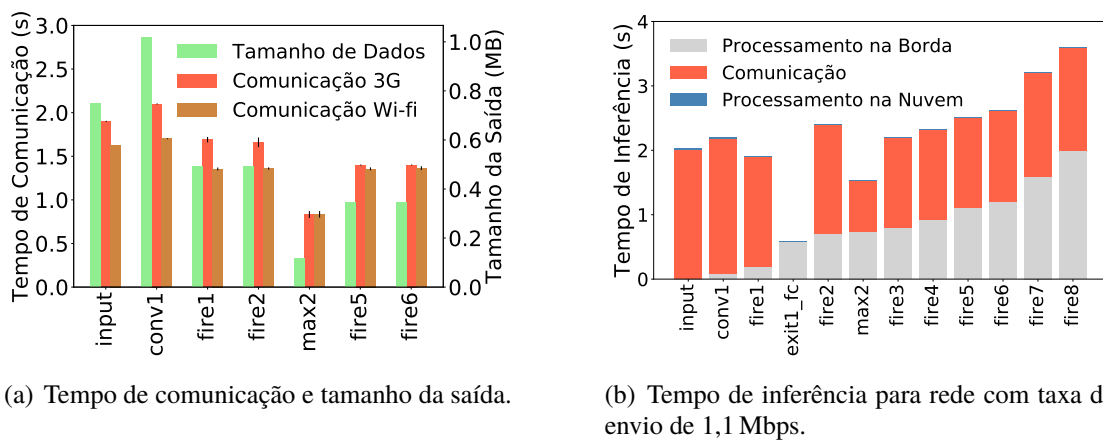 Tempo de Comunicação (s)
3.0
2.5
2.0
1.5
1.0
0.5
0.0
Tamanho de Dados
Comunicação 3G
Comunicação Wi-fi
1.0
0.8
0.6
0.4
0.2
0.0
Tamanho da Saída (MB)
input
conv1
fire1
fire2
max2
fire5
fire6
(a) Tempo de comunicação e tamanho da saída.
Tempo de Inferência (s)
4
3
2
1
0
Processamento na Borda
Comunicação
Processamento na Nuvem
input
conv1
fire1
exit1_fc
fire2
max2
fire3
fire4
fire5
fire6
fire7
fire8
(b) Tempo de inferência para rede com taxa d
envio de 1,1 Mbps.